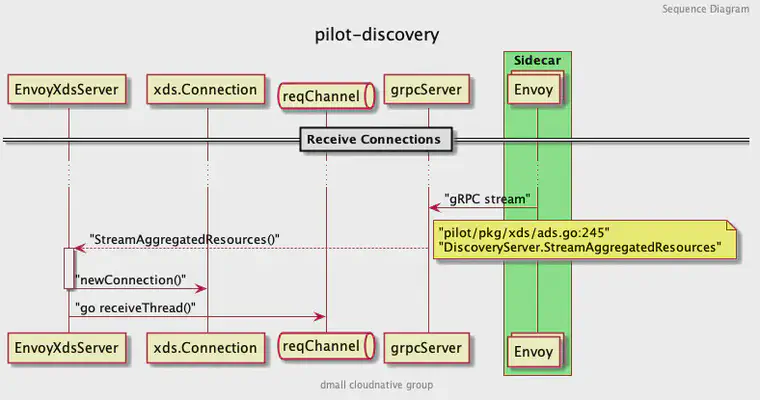 Sequence Diagram
pilot-discovery
Sidecar
EnvoyXdsServer
xds.Connection
reqChannel
grpcServer
Envoy
Receive Connections
"gRPC stream"
"pilot/pkg/xds/ads.go:245"
"DiscoveryServer.StreamAggregatedResources"
"StreamAggregatedResources()"
"newConnection()"
"go receiveThread()"
EnvoyXdsServer
xds.Connection
reqChannel
grpcServer
Envoy
dmall cloudnative group